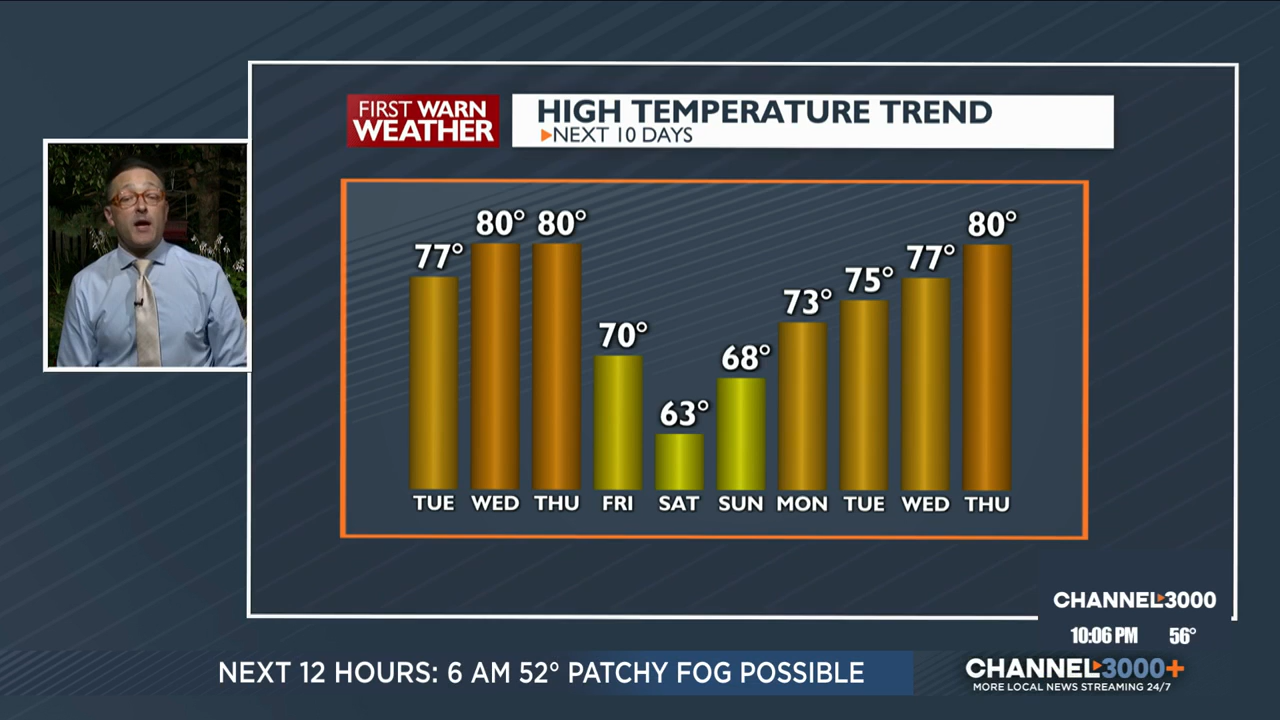 FIRST WARN
WEATHER
HIGH TEMPERATURE TREND
NEXT 10 DAYS
77° 80° 80° 70° 63° 68° 73° 75° 77° 80°
TUE WED THU FRI SAT SUN MON TUE WED THU
CHANNEL3000
10:06 PM 56°
NEXT 12 HOURS: 6 AM 52° PATCHY FOG POSSIBLE
CHANNEL3000+
MORE LOCAL NEWS STREAMING 24/7